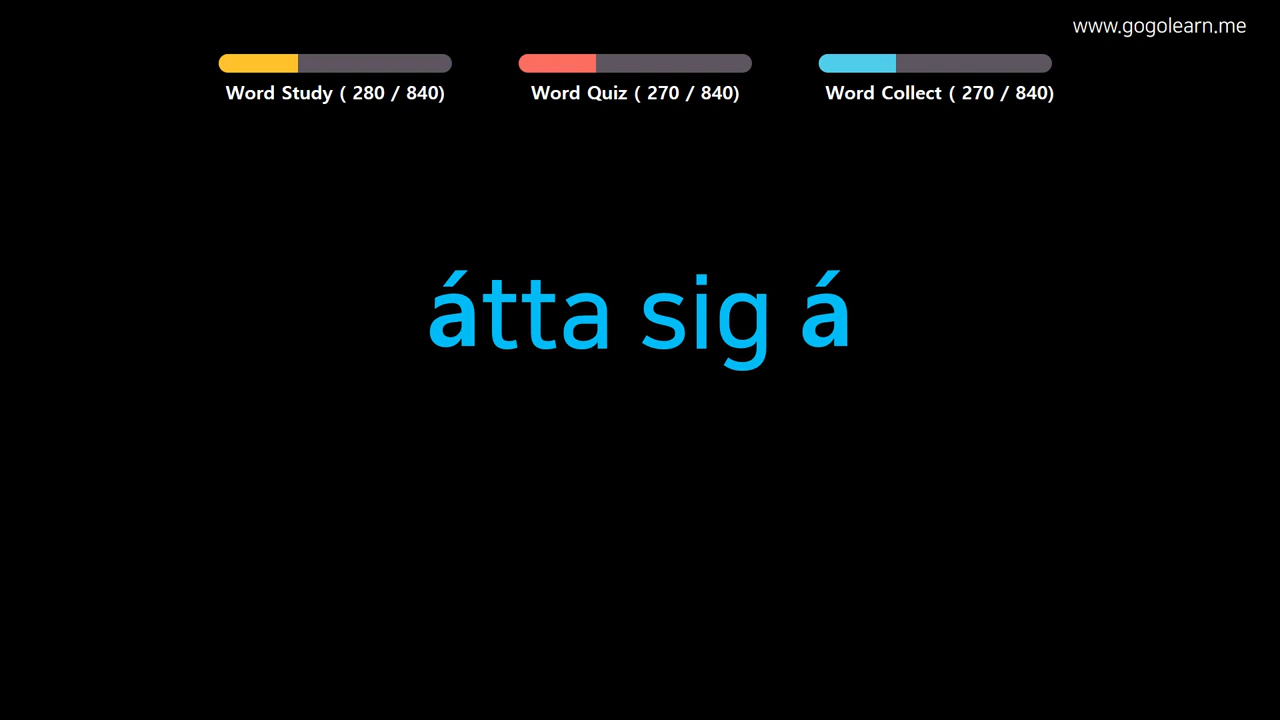 www.gogolearn.me
Word Study ( 280 / 840)
Word Quiz ( 270 / 840)
Word Collect ( 270 / 840)
átta sig á